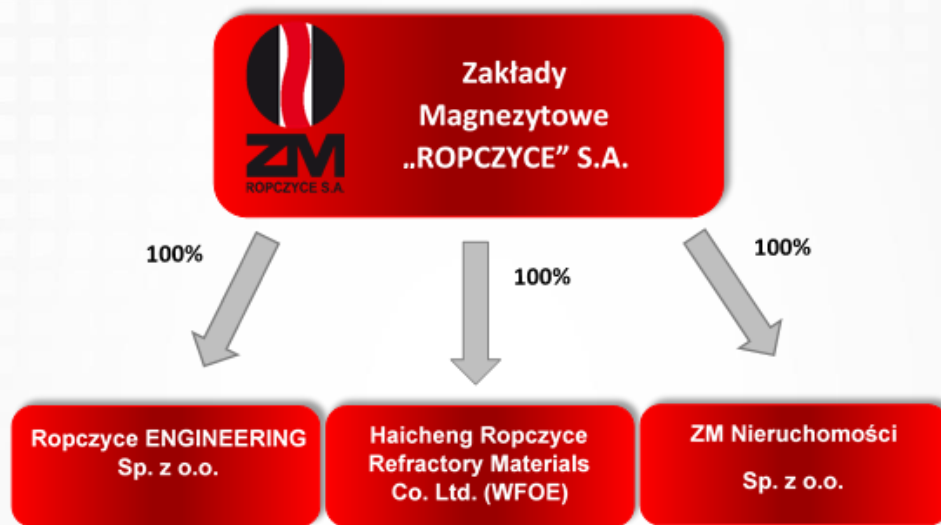 Zakłady
Magnezytowe
„ROPCZYCE” S.A.
ZM
ROPCZYCE S.A.
100%
100%
100%
Ropczyce ENGINEERING
Sp. z o.o.
Haicheng Ropczyce
Refractory Materials
Co. Ltd. (WFOE)
ZM Nieruchomości
Sp. z o.o.